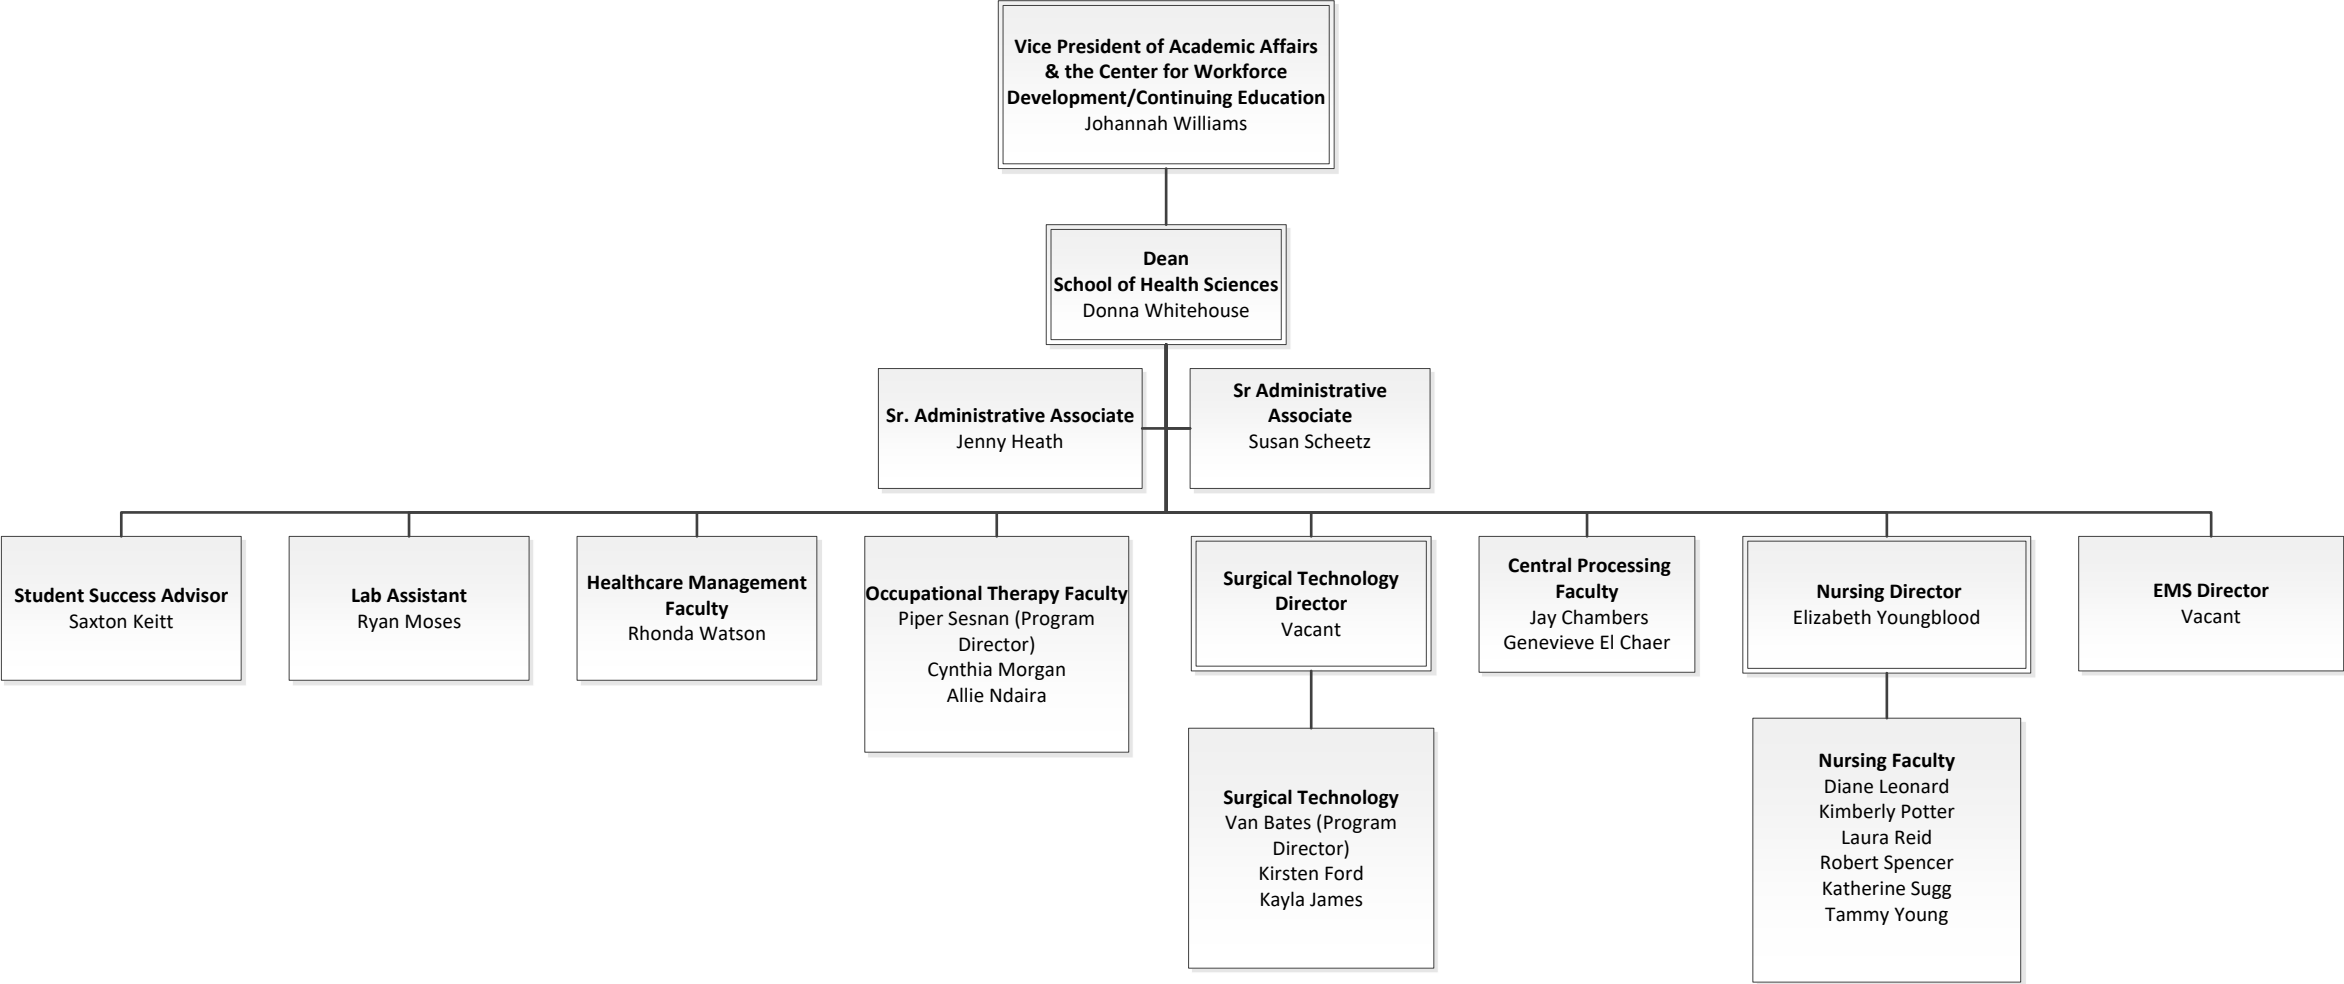 Vice President of Academic Affairs
& the Center for Workforce
Development/Continuing Education
Johannah Williams
Dean
School of Health Sciences
Donna Whitehouse
Sr. Administrative Associate
Jenny Heath
Sr Administrative
Associate
Susan Scheetz
Student Success Advisor
Saxton Keitt
Lab Assistant
Ryan Moses
Healthcare Management
Faculty
Rhonda Watson
Occupational Therapy Faculty
Piper Sesnan (Program
Director)
Cynthia Morgan
Allie Ndaira
Surgical Technology
Director
Vacant
Central Processing
Faculty
Jay Chambers
Genevieve El Chaer
Nursing Director
Elizabeth Youngblood
EMS Director
Vacant
Surgical Technology
Van Bates (Program
Director)
Kirsten Ford
Kayla James
Nursing Faculty
Diane Leonard
Kimberly Potter
Laura Reid
Robert Spencer
Katherine Sugg
Tammy Young